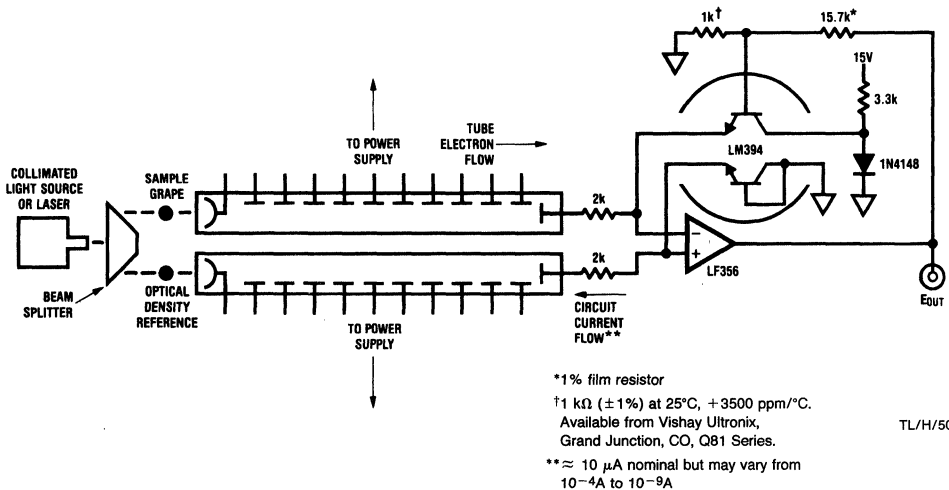 1k†
15.7k*
15V
3.3k
TUBE
ELECTRON
FLOW
TO POWER
SUPPLY
LM394
1N4148
COLLIMATED
LIGHT SOURCE
OR LASER
SAMPLE
GRAPE
2k
−
+
LF356
2k
BEAM
SPLITTER
OPTICAL
DENSITY
REFERENCE
TO POWER
SUPPLY
CIRCUIT
CURRENT
FLOW**
EOUT
*1% film resistor
†1 kΩ (±1%) at 25°C, +3500 ppm/°C.
Available from Vishay Ultronix,
Grand Junction, CO, Q81 Series.
**≈ 10 μA nominal but may vary from
10−4A to 10−9A
TL/H/50